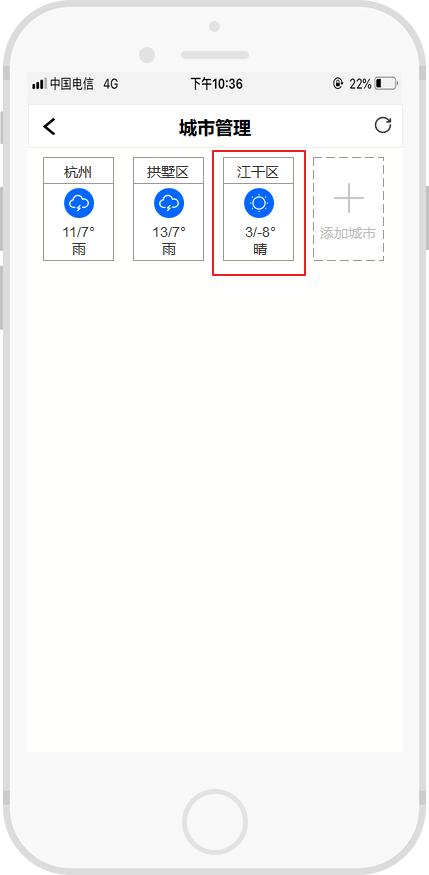 中国电信 4G 下午10:36 22%
城市管理
杭州 拱墅区 江干区
11/7° 13/7° 3/-8° 添加城市
雨 雨 晴